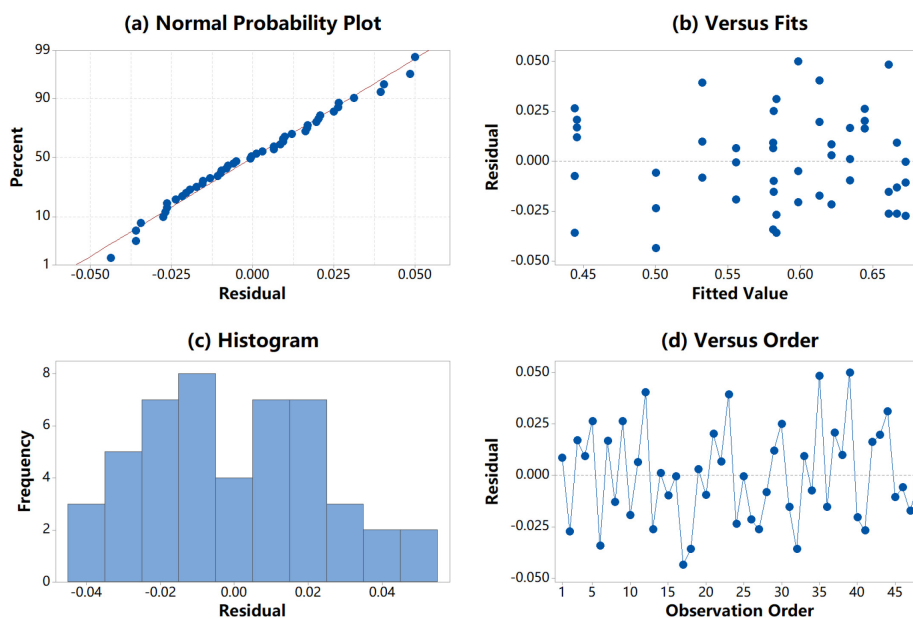 (a) Normal Probability Plot
99
90
50
10
1
Percent
-0.050 -0.025 0.000 0.025 0.050
Residual
(b) Versus Fits
0.050
0.025
0.000
-0.025
-0.050
Residual
0.45 0.50 0.55 0.60 0.65
Fitted Value
(c) Histogram
8
6
4
2
0
Frequency
-0.04 -0.02 0.00 0.02 0.04
Residual
(d) Versus Order
0.050
0.025
0.000
-0.025
-0.050
Residual
1 5 10 15 20 25 30 35 40 45
Observation Order